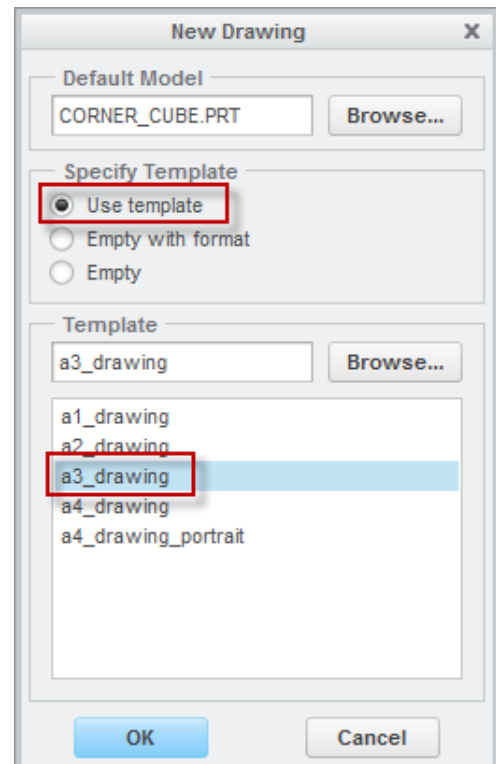 New Drawing X
Default Model
CORNER_CUBE.PRT Browse...
Specify Template
Use template
Empty with format
Empty
Template
a3_drawing Browse...
a1_drawing
a2_drawing
a3_drawing
a4_drawing
a4_drawing_portrait
OK Cancel